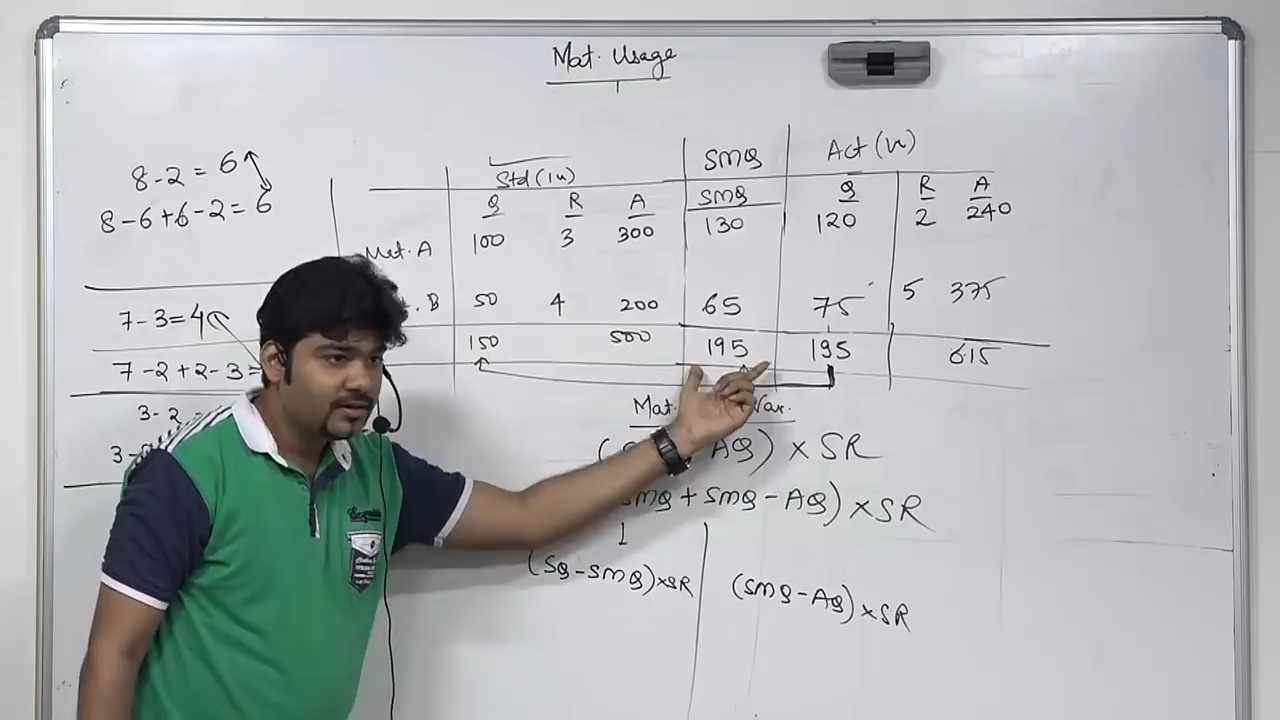 Mat. Usage
8-2 = 6
8-6+6-2 = 6
7-3=4
7-2+2-3=
3-2
3-
Std (1u) SMQ Act (u)
Q R A SMQ Q R A
Mat. A 100 3 300 130 120 2 240
B 50 4 200 65 75 5 375
150 500 195 195 615
Mat. Var.
AQ) × SR
SMQ + SMQ - AQ) × SR
(SQ-SMQ)×SR (SMQ-AQ)×SR